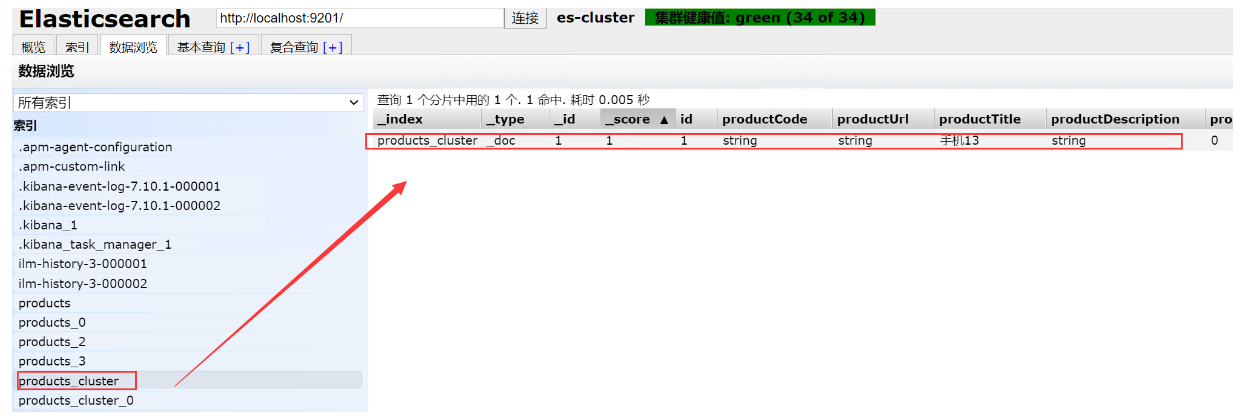 Elasticsearch http://localhost:9201/ 连接 es-cluster 集群健康值: green (34 of 34)
概览 索引 数据浏览 基本查询 [+] 复合查询 [+]
数据浏览
所有索引
索引
.apm-agent-configuration
.apm-custom-link
.kibana-event-log-7.10.1-000001
.kibana-event-log-7.10.1-000002
.kibana_1
.kibana_task_manager_1
ilm-history-3-000001
ilm-history-3-000002
products
products_0
products_2
products_3
products_cluster
products_cluster_0
查询 1 个分片中用的 1 个. 1 命中. 耗时 0.005 秒
_index _type _id _score ▲ id productCode productUrl productTitle productDescription pro
products_cluster _doc 1 1 1 string string 手机13 string 0